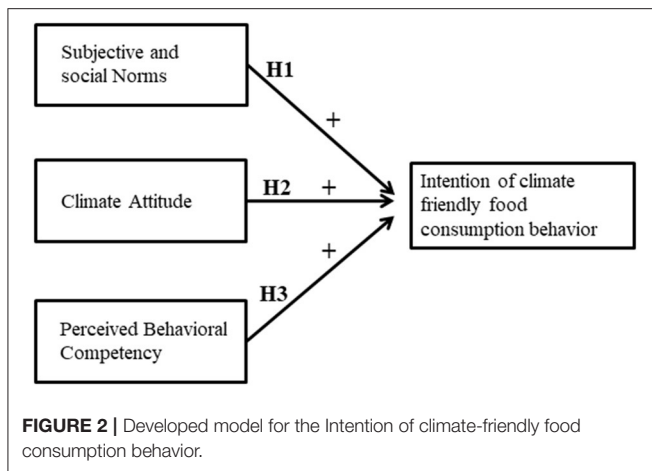 Subjective and
social Norms
H1
+
Climate Attitude
H2
+
Intention of climate
friendly food
consumption behavior
+
H3
Perceived Behavioral
Competency
FIGURE 2 | Developed model for the Intention of climate-friendly food
consumption behavior.